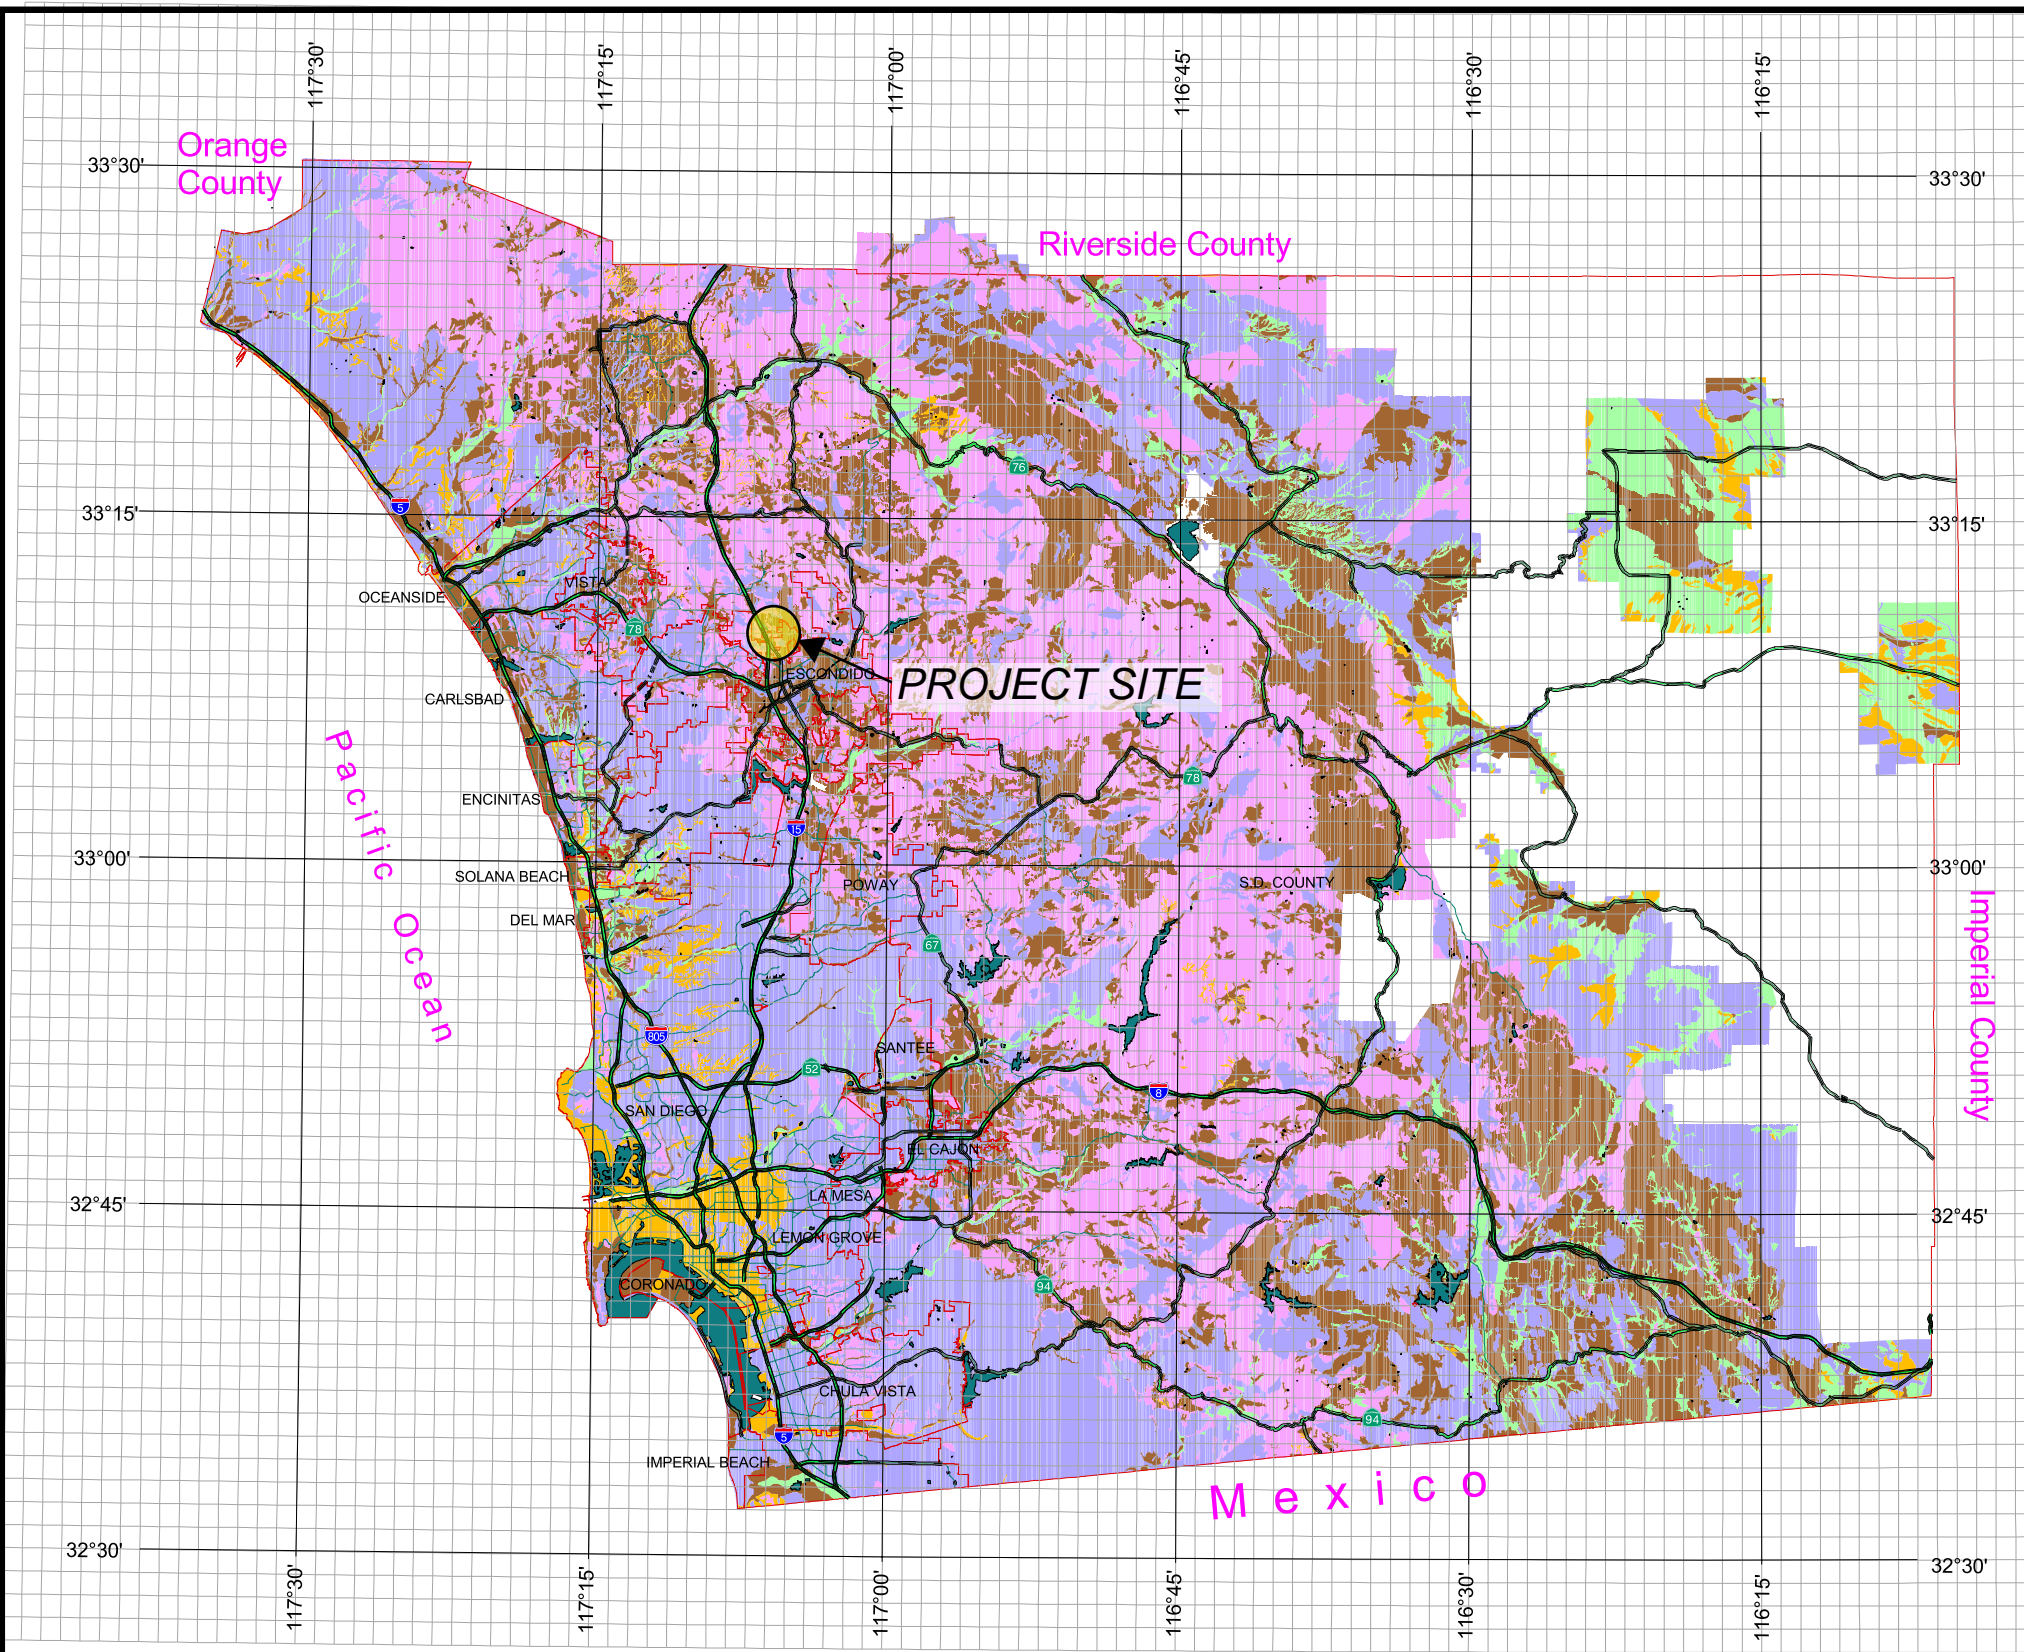 117°30'
117°15'
117°00'
116°45'
116°30'
116°15'
Orange
County
33°30'
33°30'
Riverside County
76
5
33°15'
33°15'
VISTA
OCEANSIDE
78
ESCONDIDO
PROJECT SITE
CARLSBAD
Pacific Ocean
78
ENCINITAS
15
33°00'
33°00'
SOLANA BEACH
POWAY
S.D. COUNTY
DEL MAR
67
Imperial County
805
SANTEE
52
8
SAN DIEGO
EL CAJON
LA MESA
32°45'
32°45'
LEMON GROVE
CORONADO
94
CHULA VISTA
94
5
IMPERIAL BEACH
Mexico
32°30'
32°30'
117°30'
117°15'
117°00'
116°45'
116°30'
116°15'